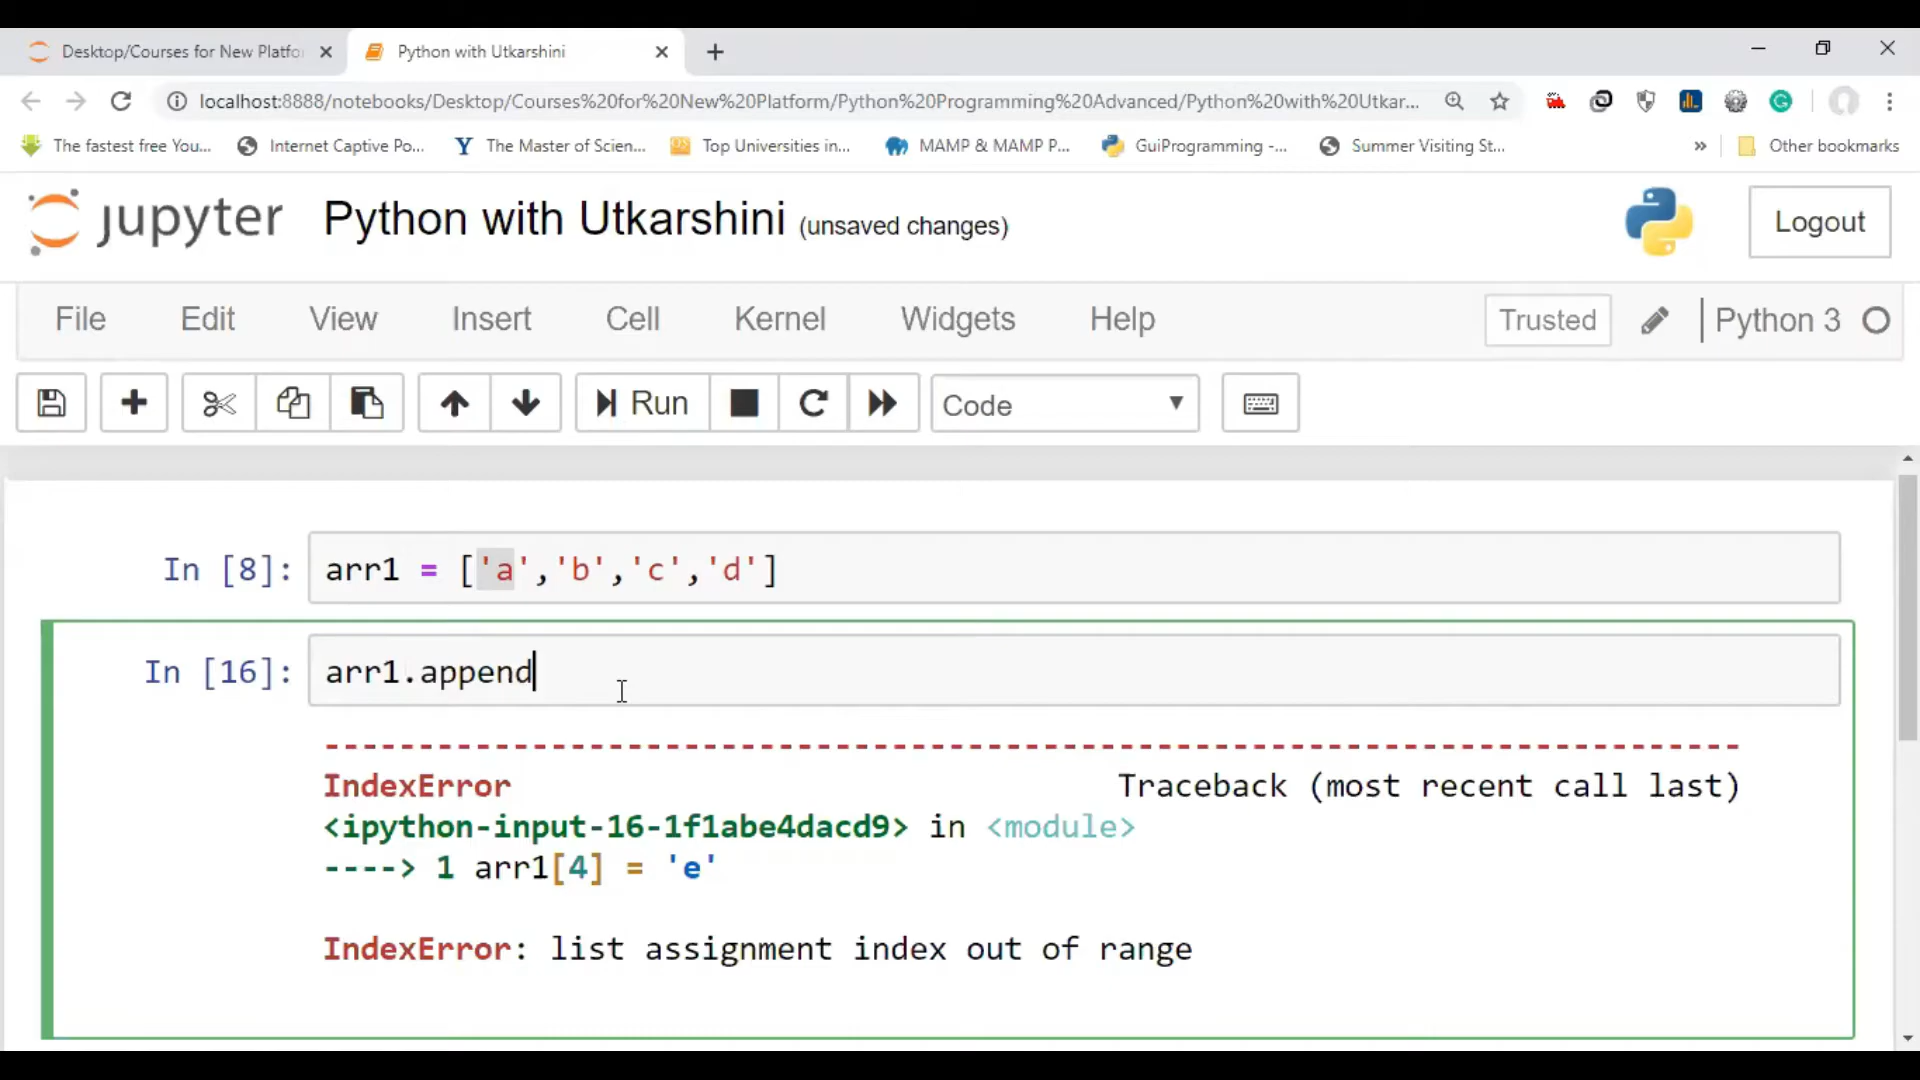 Desktop/Courses for New Platfo
Python with Utkarshini
localhost:8888/notebooks/Desktop/Courses%20for%20New%20Platform/Python%20Programming%20Advanced/Python%20with%20Utkar...
The fastest free You...
Internet Captive Po...
The Master of Scien...
Top Universities in...
MAMP & MAMP P...
GuiProgramming -...
Summer Visiting St...
»
Other bookmarks
jupyter
Python with Utkarshini (unsaved changes)
Logout
File Edit View Insert Cell Kernel Widgets Help
Trusted
Python 3
Run
Code
In [8]: arr1 = ['a','b','c','d']
In [16]: arr1.append
---------------------------------------------------------------------------
IndexError Traceback (most recent call last)
<ipython-input-16-1f1abe4dacd9> in <module>
----> 1 arr1[4] = 'e'
IndexError: list assignment index out of range